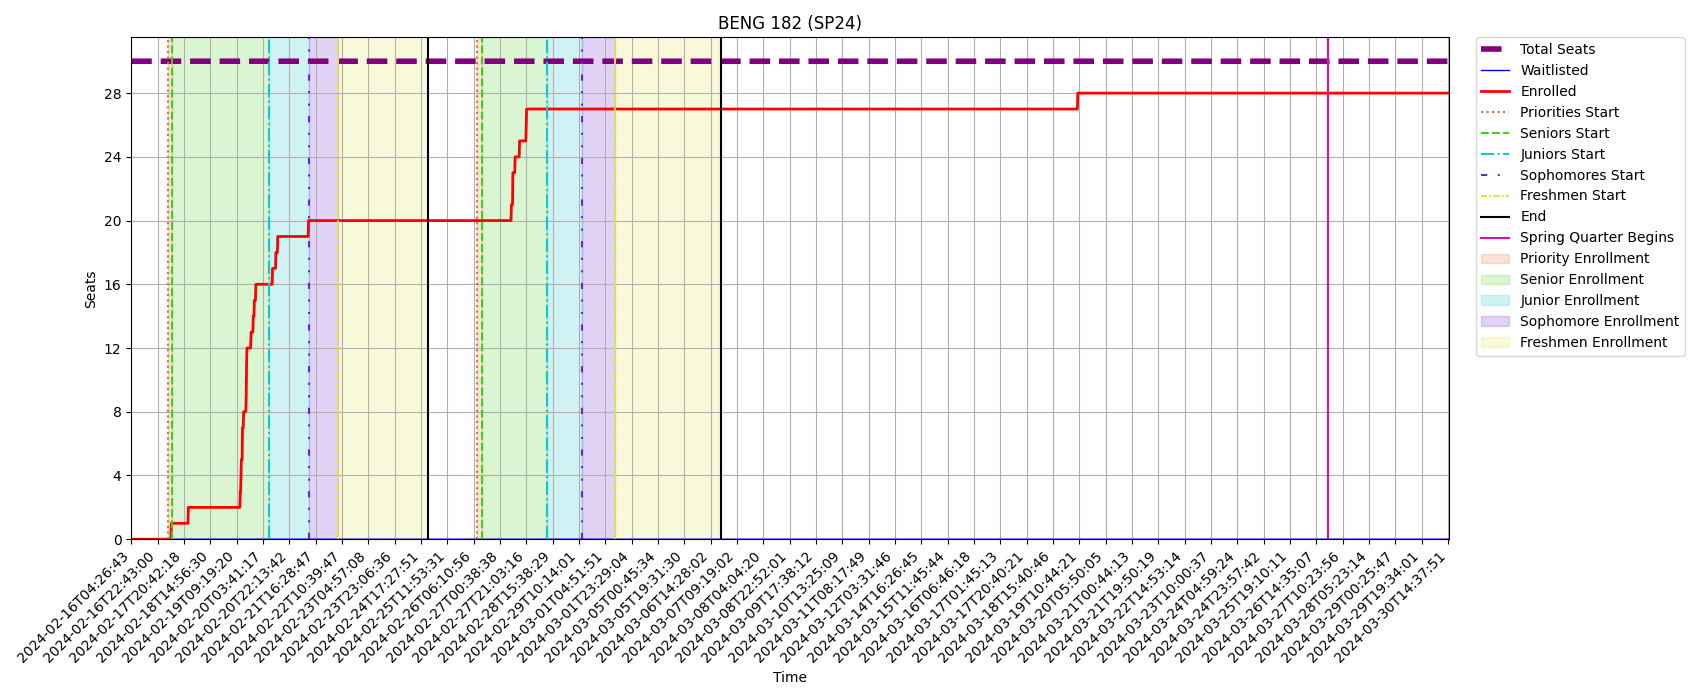 BENG 182 (SP24)
Seats
28
24
20
16
12
8
4
0
2024-02-16T04:26:43
2024-02-16T22:43:00
2024-02-17T20:42:18
2024-02-18T14:56:30
2024-02-19T09:19:20
2024-02-20T03:41:17
2024-02-20T22:13:42
2024-02-21T16:28:47
2024-02-22T10:39:47
2024-02-23T04:57:08
2024-02-23T23:06:36
2024-02-24T17:27:51
2024-02-25T11:53:31
2024-02-26T06:10:56
2024-02-27T00:38:38
2024-02-27T21:03:16
2024-02-28T15:38:29
2024-02-29T10:14:01
2024-03-01T04:51:51
2024-03-01T23:29:04
2024-03-05T00:45:34
2024-03-05T19:31:30
2024-03-06T14:28:02
2024-03-07T09:19:02
2024-03-08T04:04:20
2024-03-08T22:52:01
2024-03-09T17:38:12
2024-03-10T13:25:09
2024-03-11T08:17:49
2024-03-12T03:31:46
2024-03-14T16:26:45
2024-03-15T11:45:44
2024-03-16T06:46:18
2024-03-17T01:45:13
2024-03-17T20:40:21
2024-03-18T15:40:46
2024-03-19T10:44:21
2024-03-20T05:50:05
2024-03-21T00:44:13
2024-03-21T19:50:19
2024-03-22T14:53:14
2024-03-23T10:00:37
2024-03-24T04:59:24
2024-03-24T23:57:42
2024-03-25T19:10:11
2024-03-26T14:35:07
2024-03-27T10:23:56
2024-03-28T05:23:14
2024-03-29T00:25:47
2024-03-29T19:34:01
2024-03-30T14:37:51
Time
Total Seats
Waitlisted
Enrolled
Priorities Start
Seniors Start
Juniors Start
Sophomores Start
Freshmen Start
End
Spring Quarter Begins
Priority Enrollment
Senior Enrollment
Junior Enrollment
Sophomore Enrollment
Freshmen Enrollment